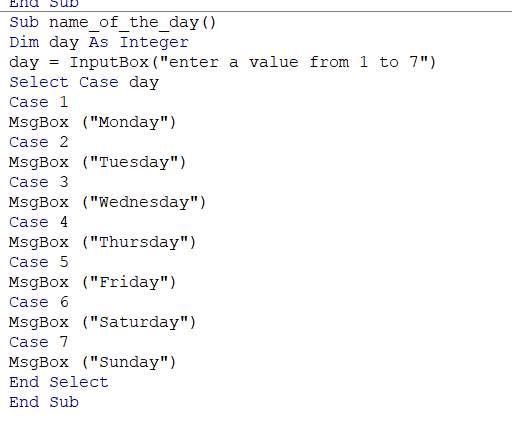 End Sub
Sub name_of_the_day()
Dim day As Integer
day = InputBox("enter a value from 1 to 7")
Select Case day
Case 1
MsgBox ("Monday")
Case 2
MsgBox ("Tuesday")
Case 3
MsgBox ("Wednesday")
Case 4
MsgBox ("Thursday")
Case 5
MsgBox ("Friday")
Case 6
MsgBox ("Saturday")
Case 7
MsgBox ("Sunday")
End Select
End Sub